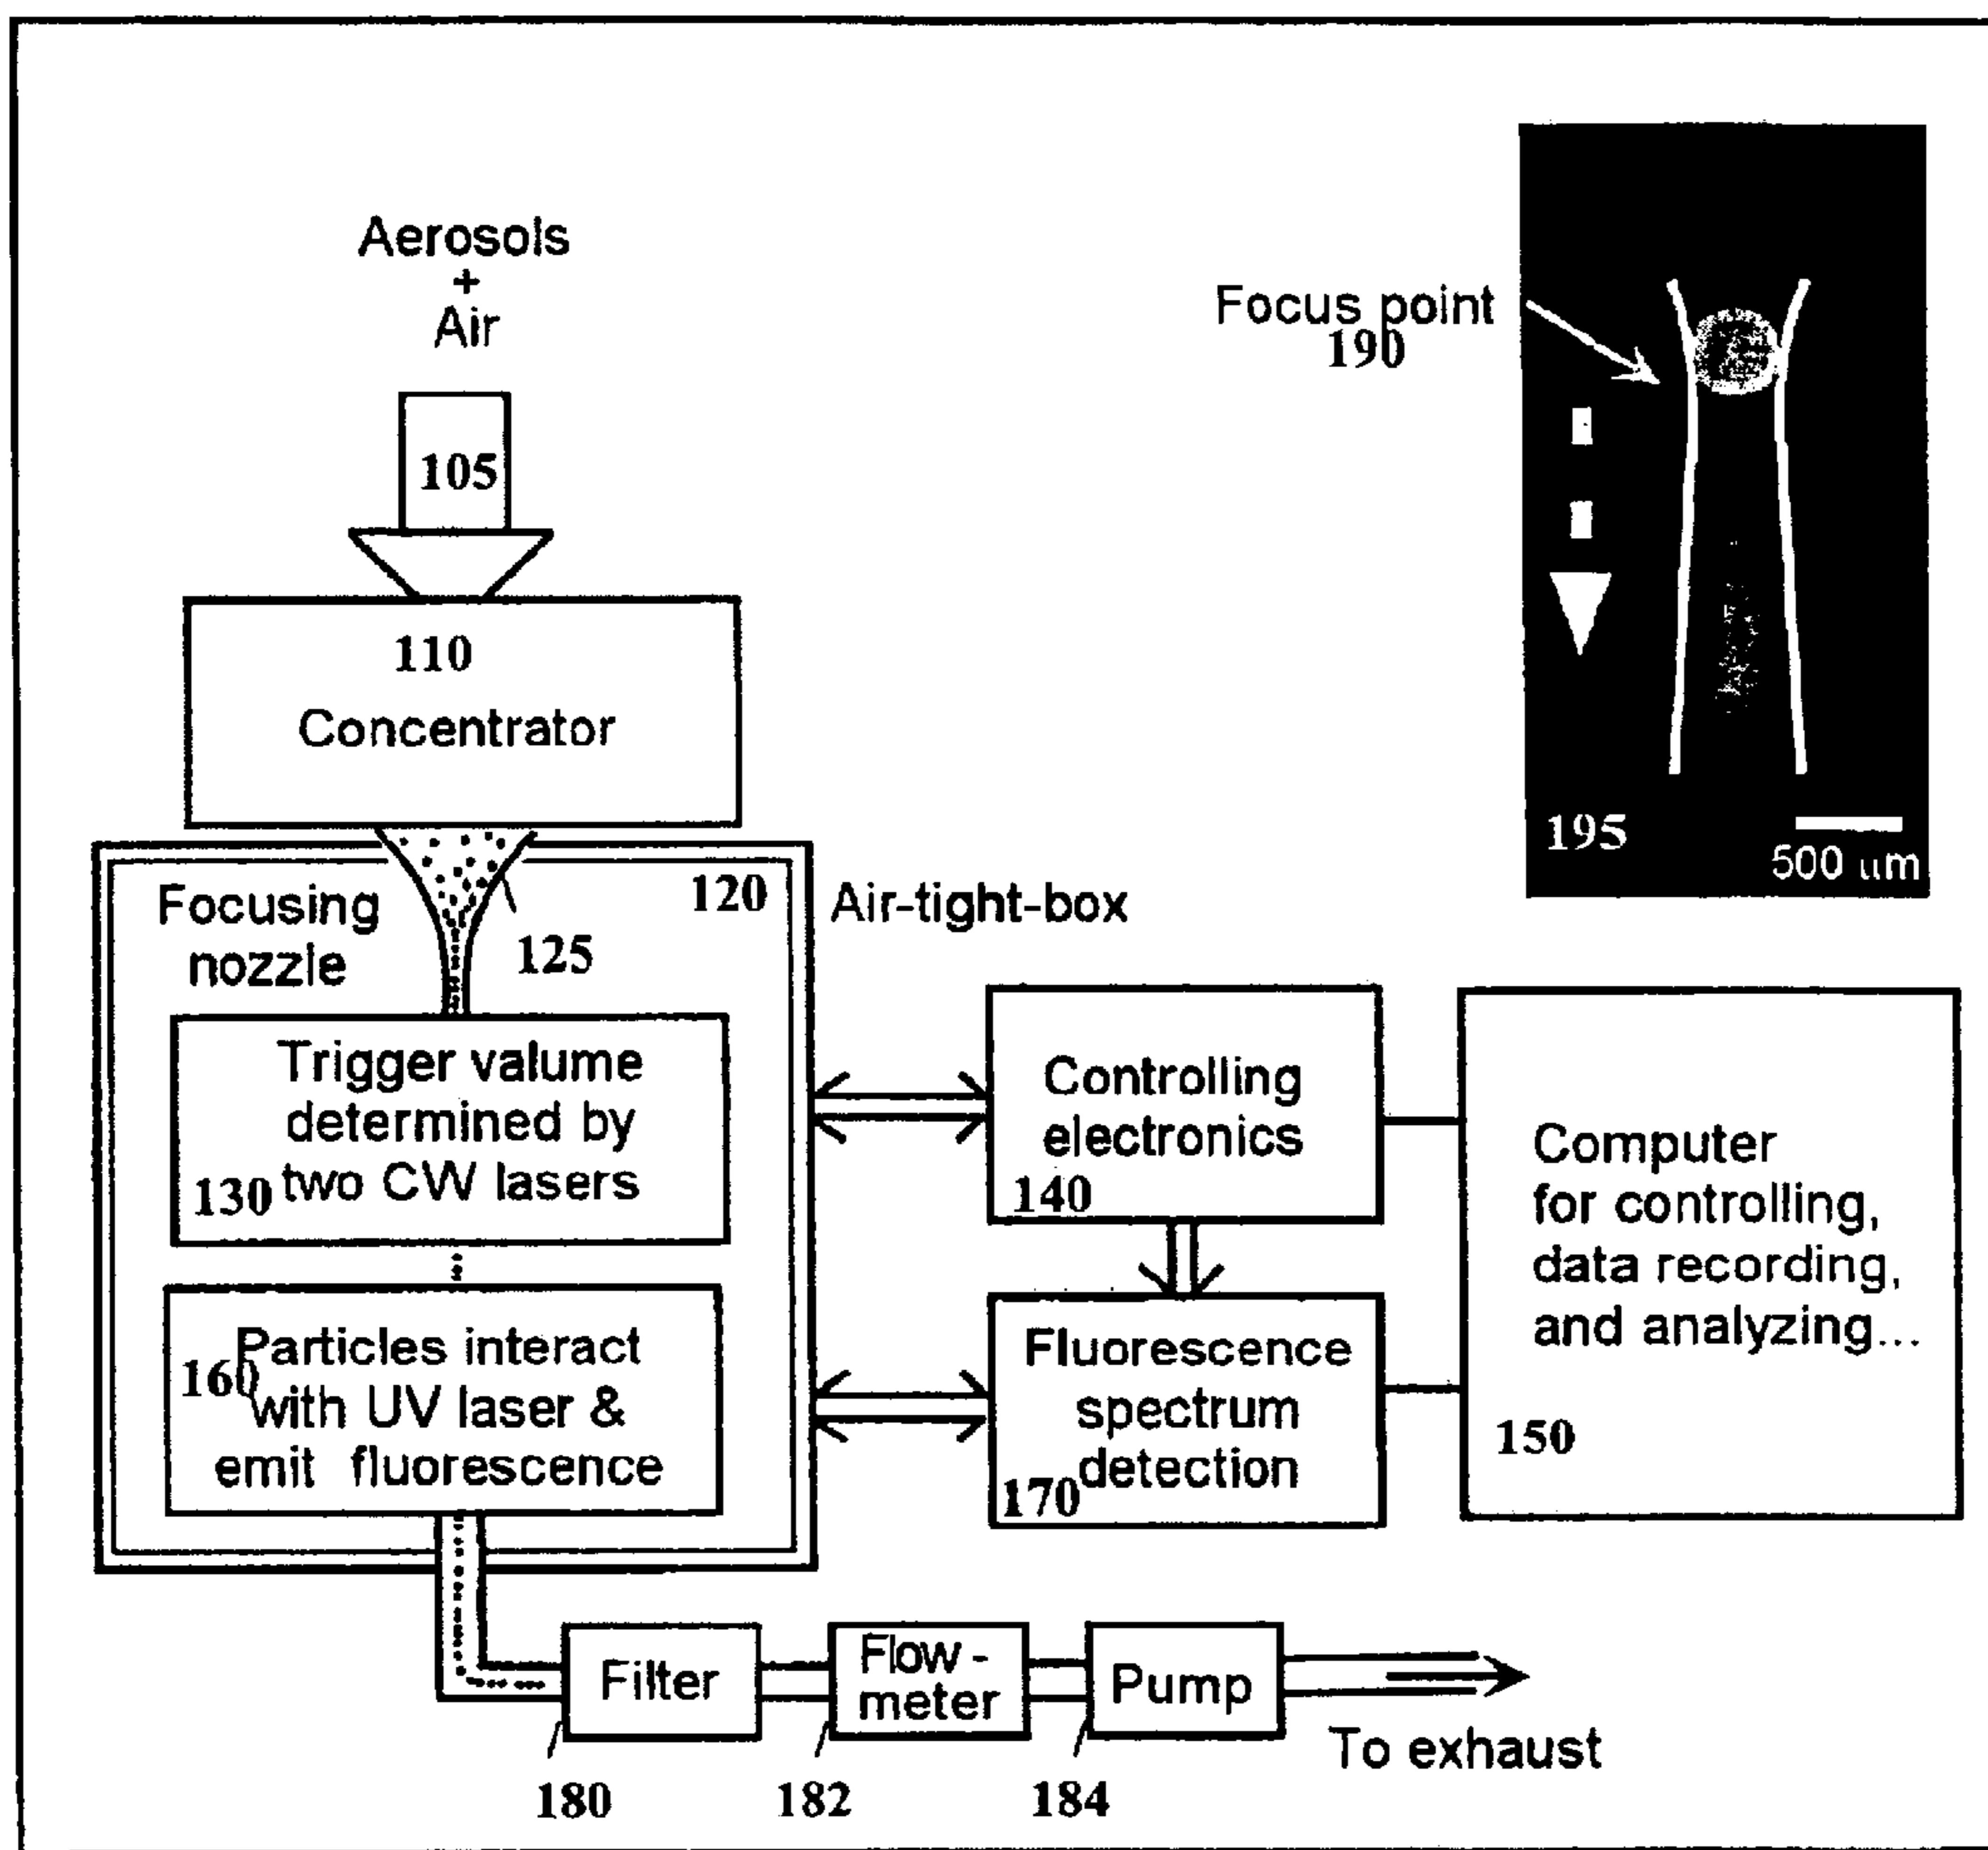 Aerosols
+
Air
105
110
Concentrator
Focus point
190
195
500 um
Focusing
nozzle
120
125
Air-tight-box
Trigger valume
determined by
two CW lasers
130
Controlling
electronics
140
Computer
for controlling,
data recording,
and analyzing...
150
Particles interact
with UV laser &
emit fluorescence
160
Fluorescence
spectrum
detection
170
Filter
Flow-
meter
Pump
To exhaust
180
182
184